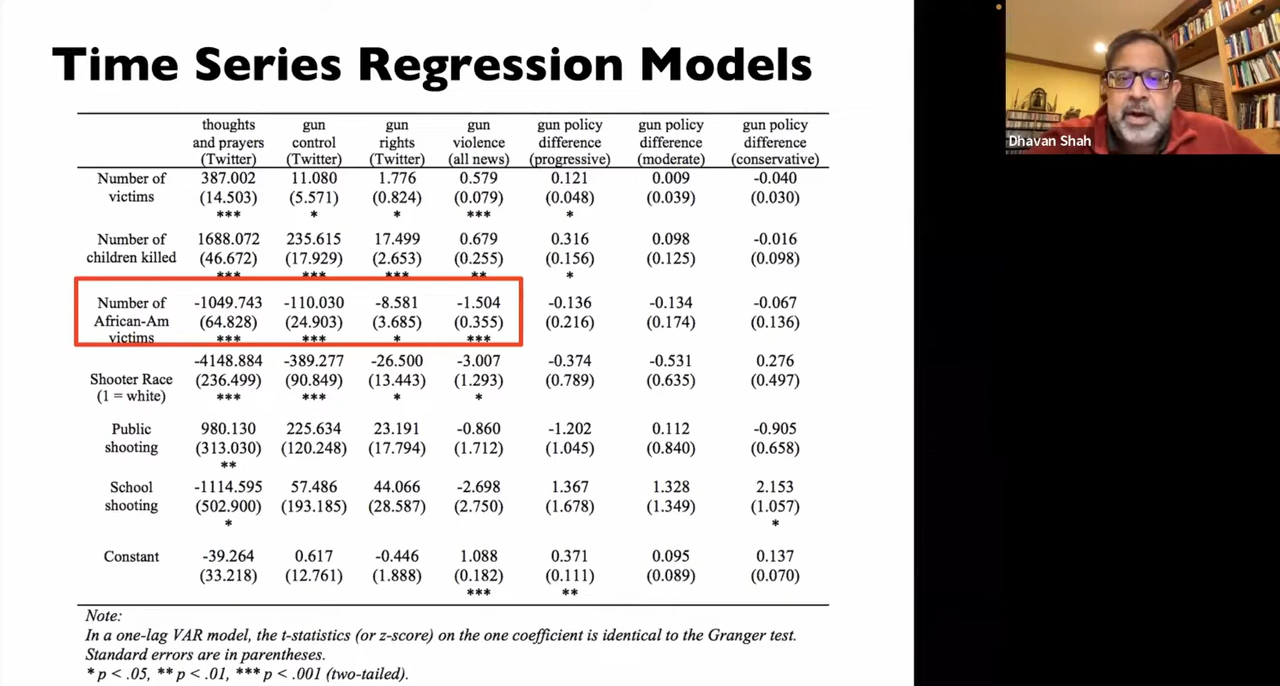 Time Series Regression Models
Dhavan Shah
thoughts and prayers (Twitter) gun control (Twitter) gun rights (Twitter) gun violence (all news) gun policy difference (progressive) gun policy difference (moderate) gun policy difference (conservative)
Number of victims 387.002 11.080 1.776 0.579 0.121 0.009 -0.040
(14.503) (5.571) (0.824) (0.079) (0.048) (0.039) (0.030)
*** * * *** *
Number of children killed 1688.072 235.615 17.499 0.679 0.316 0.098 -0.016
(46.672) (17.929) (2.653) (0.255) (0.156) (0.125) (0.098)
*** *** *** ** *
Number of African-Am victims -1049.743 -110.030 -8.581 -1.504 -0.136 -0.134 -0.067
(64.828) (24.903) (3.685) (0.355) (0.216) (0.174) (0.136)
*** *** * ***
Shooter Race (1 = white) -4148.884 -389.277 -26.500 -3.007 -0.374 -0.531 0.276
(236.499) (90.849) (13.443) (1.293) (0.789) (0.635) (0.497)
*** *** * *
Public shooting 980.130 225.634 23.191 -0.860 -1.202 0.112 -0.905
(313.030) (120.248) (17.794) (1.712) (1.045) (0.840) (0.658)
**
School shooting -1114.595 57.486 44.066 -2.698 1.367 1.328 2.153
(502.900) (193.185) (28.587) (2.750) (1.678) (1.349) (1.057)
* *
Constant -39.264 0.617 -0.446 1.088 0.371 0.095 0.137
(33.218) (12.761) (1.888) (0.182) (0.111) (0.089) (0.070)
*** **
Note:
In a one-lag VAR model, the t-statistics (or z-score) on the one coefficient is identical to the Granger test.
Standard errors are in parentheses.
* p < .05, ** p < .01, *** p < .001 (two-tailed).